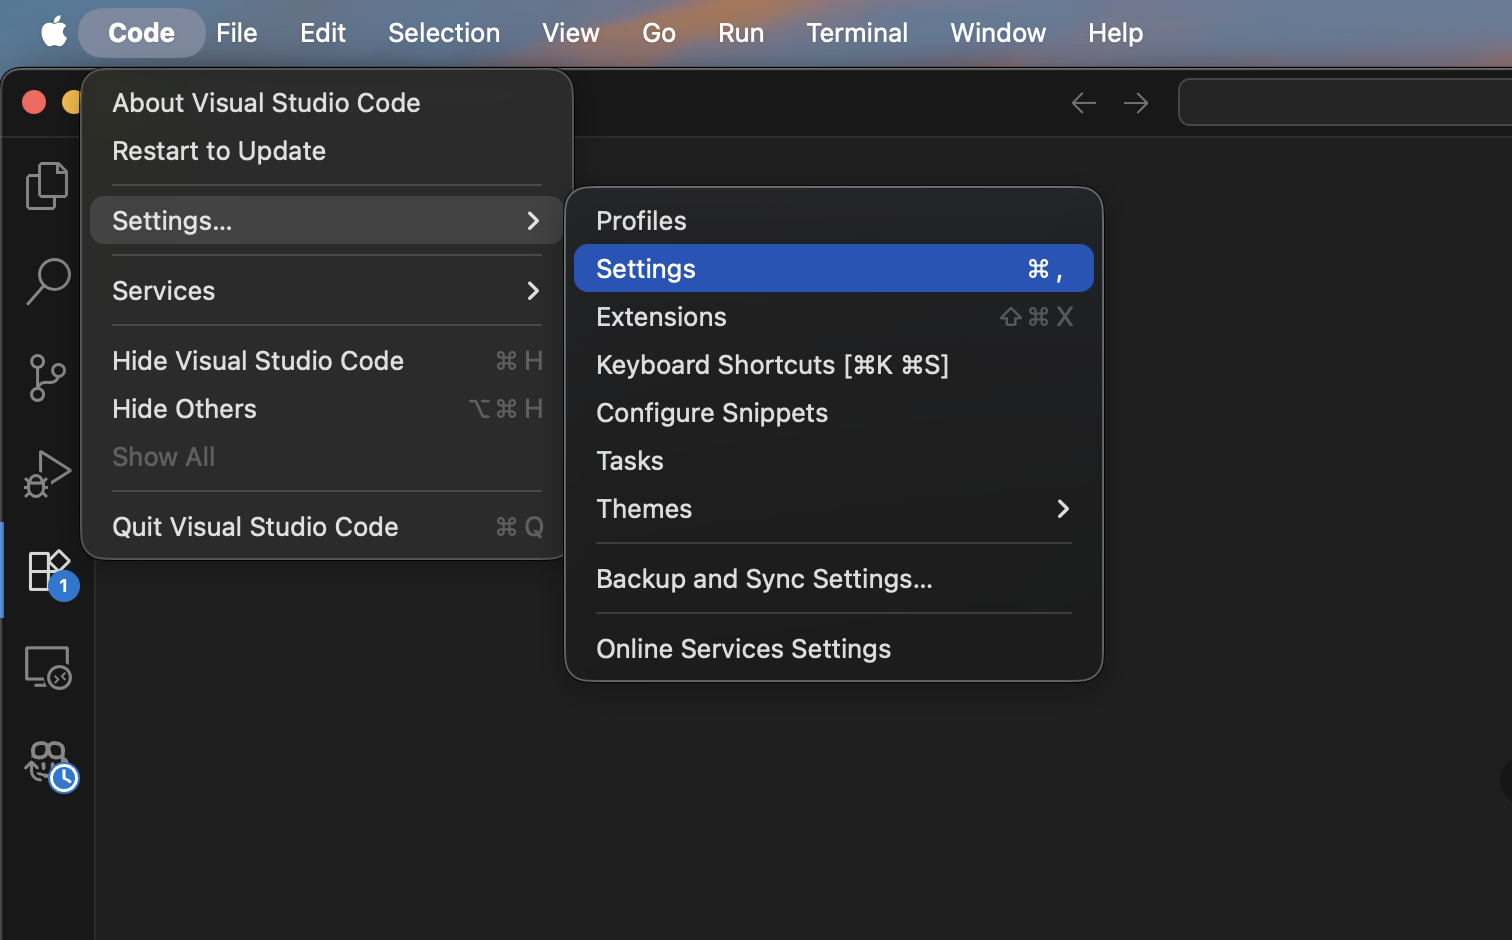 Code File Edit Selection View Go Run Terminal Window Help
About Visual Studio Code
Restart to Update
Settings...
Services
Hide Visual Studio Code ⌘ H
Hide Others ⌥ ⌘ H
Show All
Quit Visual Studio Code ⌘ Q
Profiles
Settings ⌘ ,
Extensions ⇧ ⌘ X
Keyboard Shortcuts [⌘K ⌘S]
Configure Snippets
Tasks
Themes
Backup and Sync Settings...
Online Services Settings
1